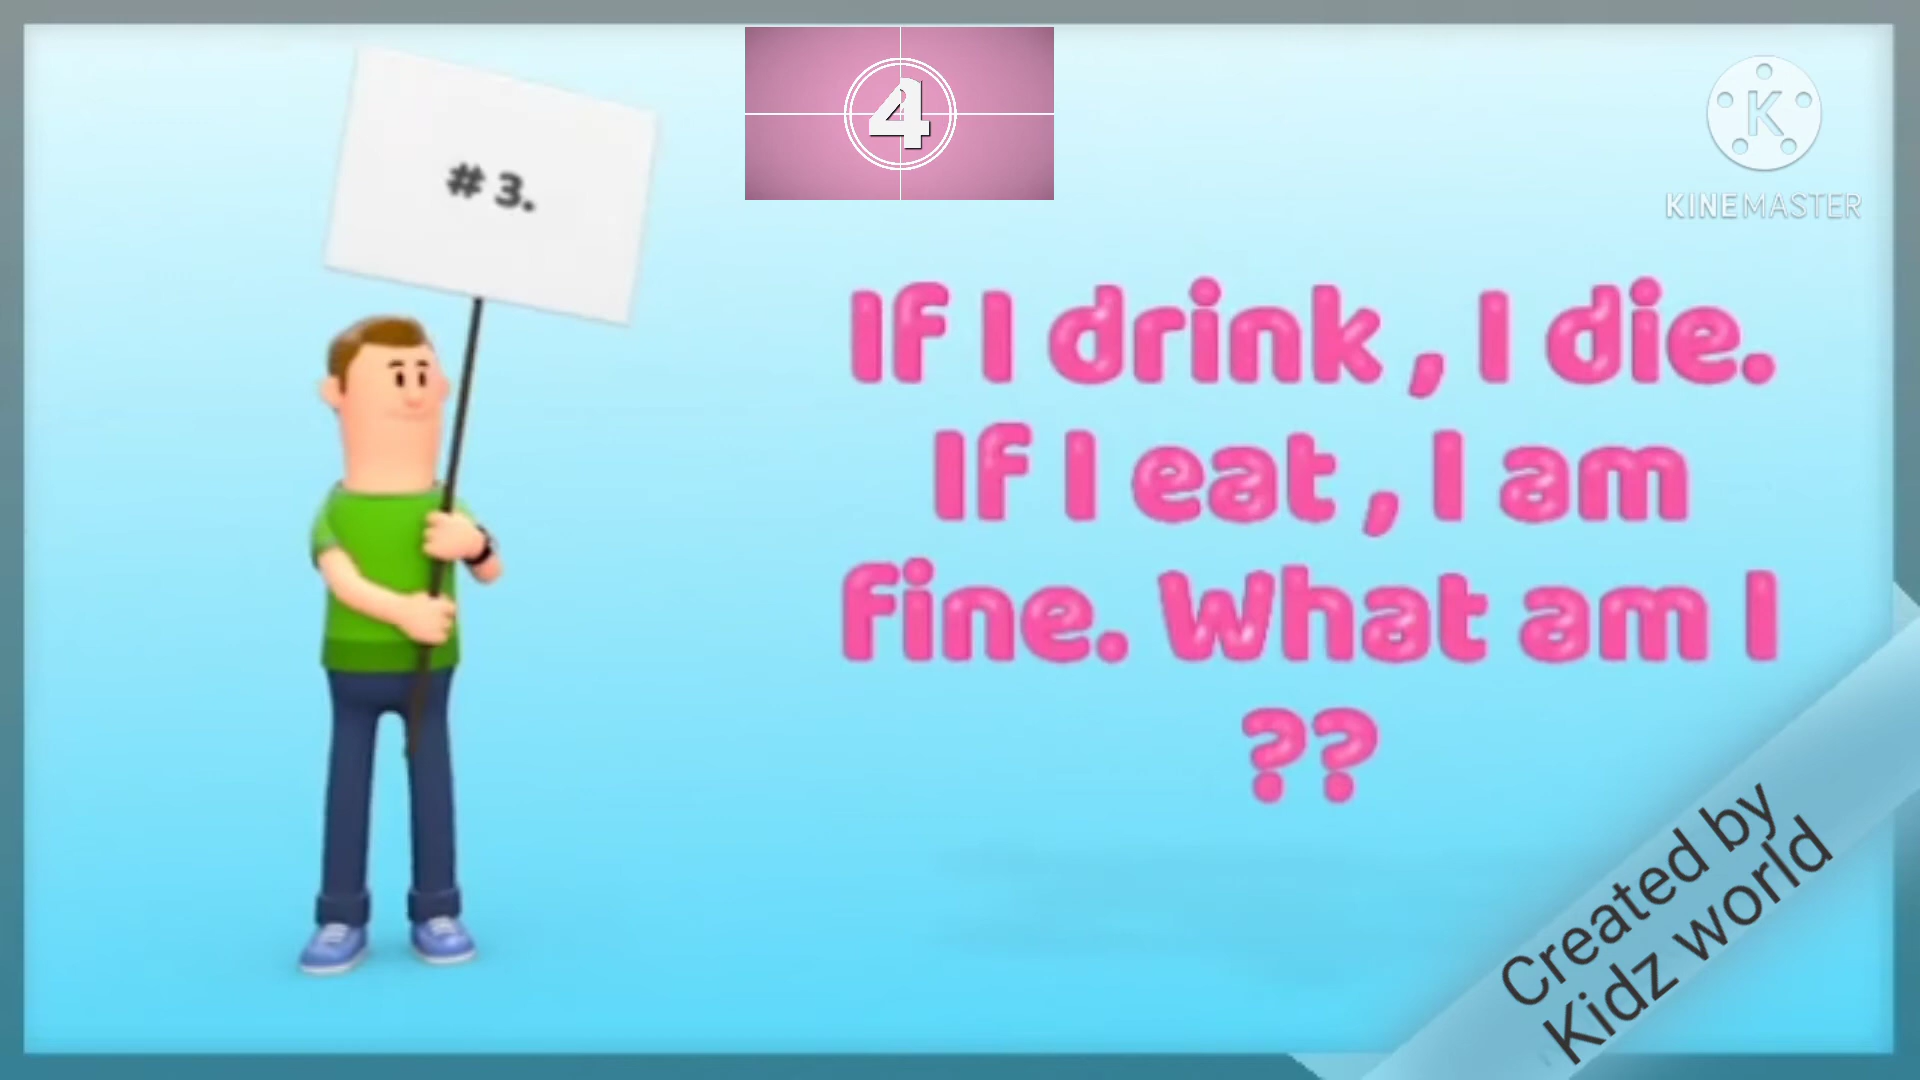 # 3.
4
K
KINEMASTER
If I drink , I die.
If I eat , I am
fine. What am I
??
Created by
Kidz world